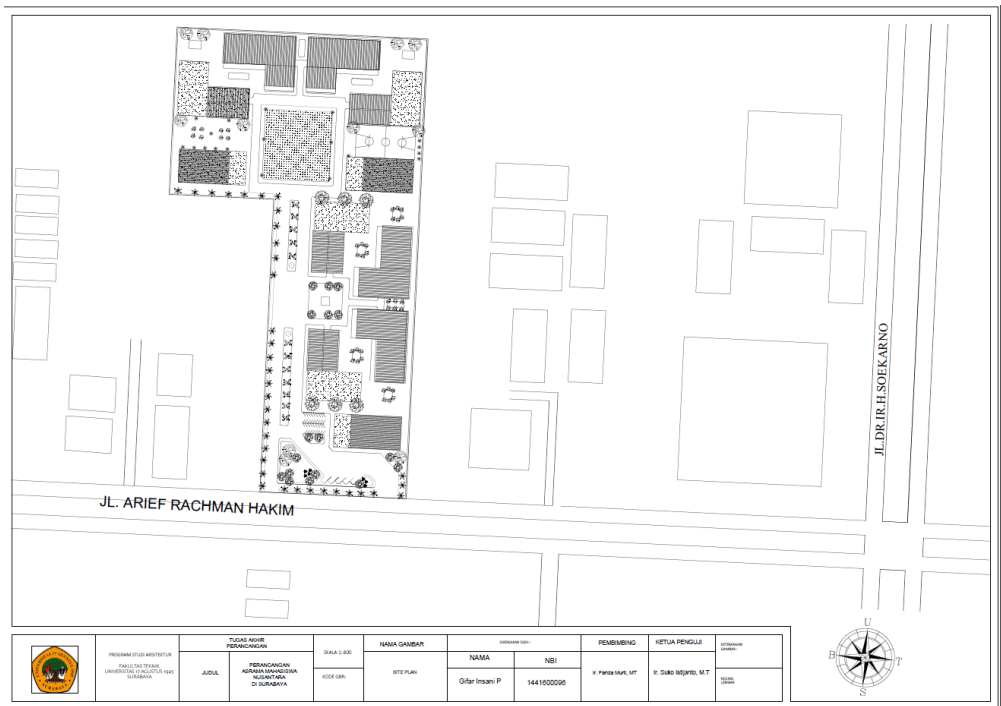 JL. ARIEF RACHMAN HAKIM
JL.DR.IR.H.SOEKARNO
U
B
T
S
PROGRAM STUDI ARSITEKTUR
FAKULTAS TEKNIK
UNIVERSITAS 17 AGUSTUS 1945
SURABAYA
TUGAS AKHIR
PERANCANGAN
JUDUL
PERANCANGAN
ASRAMA MAHASISWA
NUSANTARA
DI SURABAYA
SKALA 1: 800
KODE GBR:
NAMA GAMBAR
SITE PLAN
NAMA
NBI
Gifar Insani P
1441600096
PEMBIMBING
Ir. Farida Murti, MT
KETUA PENGUJI
Ir. Suko Istijanto, M.T
GAMBAR :